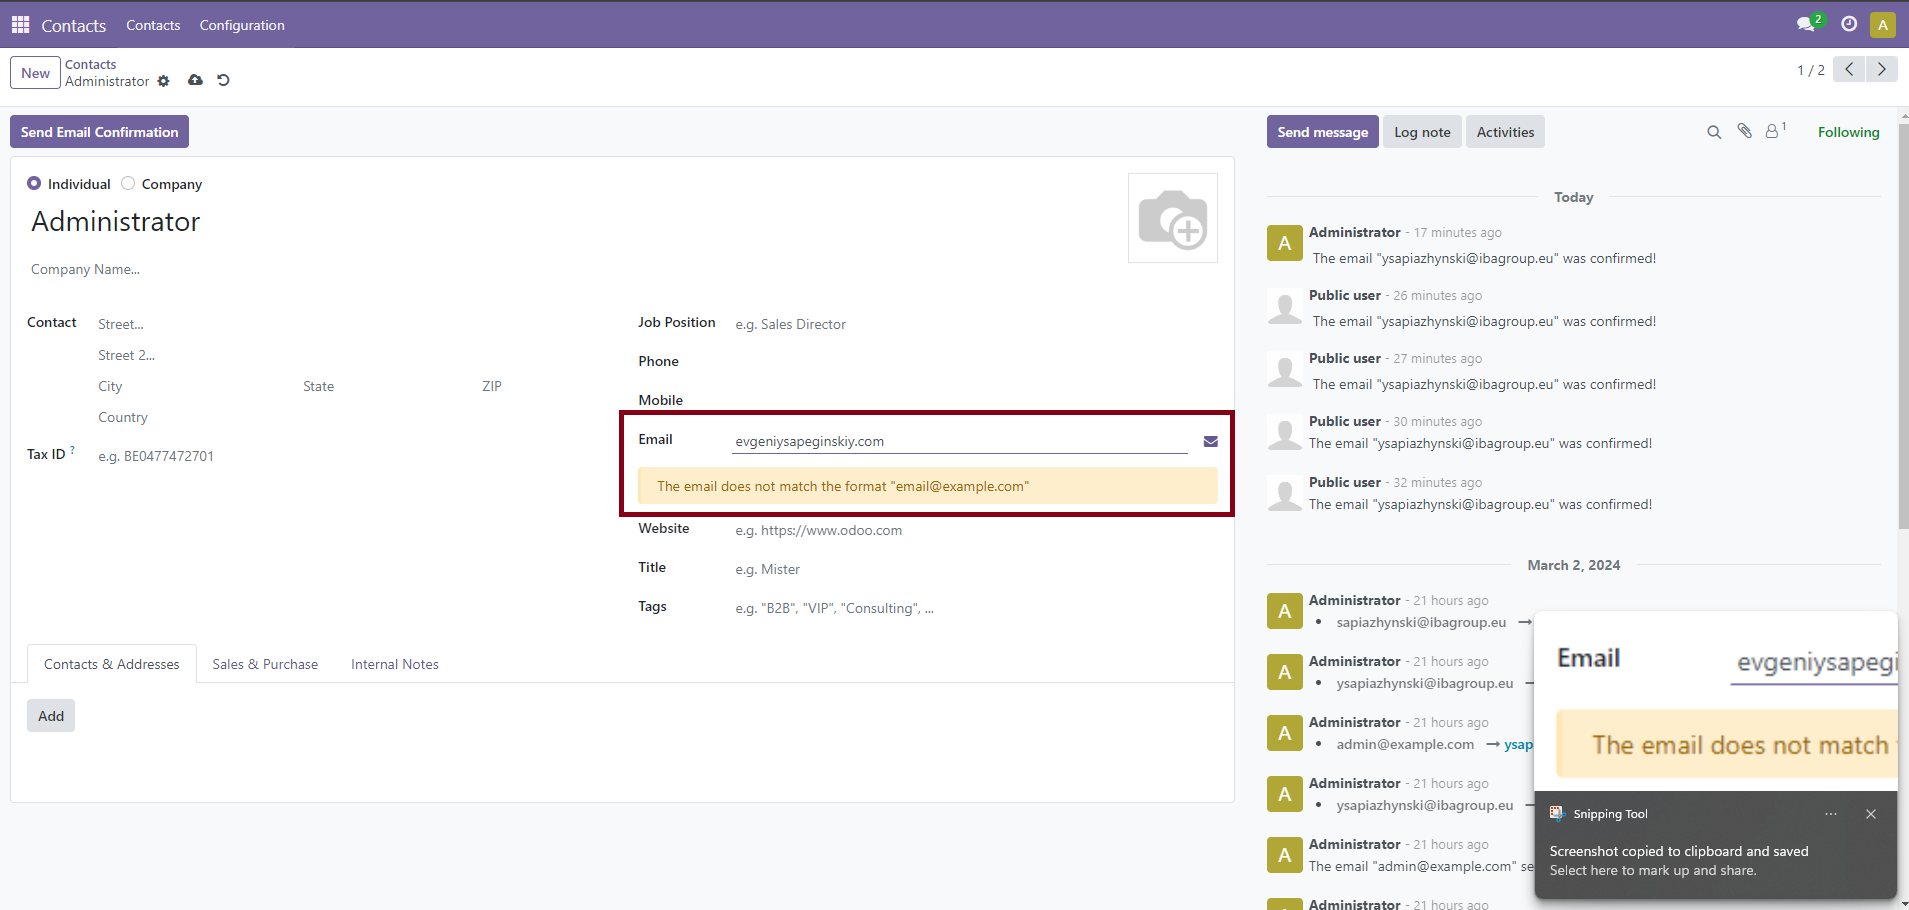 Contacts Contacts Configuration 2 A
New Contacts
Administrator
1 / 2
Send Email Confirmation
Individual Company
Administrator
Company Name...
Contact Street...
Street 2...
City State ZIP
Country
Tax ID ? e.g. BE0477472701
Job Position e.g. Sales Director
Phone
Mobile
Email evgeniysapeginskiy.com
The email does not match the format "email@example.com"
Website e.g. https://www.odoo.com
Title e.g. Mister
Tags e.g. "B2B", "VIP", "Consulting", ...
Contacts & Addresses Sales & Purchase Internal Notes
Add
Send message Log note Activities 1 Following
Today
A Administrator - 17 minutes ago
The email "ysapiazhynski@ibagroup.eu" was confirmed!
Public user - 26 minutes ago
The email "ysapiazhynski@ibagroup.eu" was confirmed!
Public user - 27 minutes ago
The email "ysapiazhynski@ibagroup.eu" was confirmed!
Public user - 30 minutes ago
The email "ysapiazhynski@ibagroup.eu" was confirmed!
Public user - 32 minutes ago
The email "ysapiazhynski@ibagroup.eu" was confirmed!
March 2, 2024
A Administrator - 21 hours ago
• sapiazhynski@ibagroup.eu →
A Administrator - 21 hours ago
• ysapiazhynski@ibagroup.eu
A Administrator - 21 hours ago
• admin@example.com → ysap
A Administrator - 21 hours ago
• ysapiazhynski@ibagroup.eu
A Administrator - 21 hours ago
The email "admin@example.com" se
Administrator - 21 hours ago
Email evgeniysapegi
The email does not match
Snipping Tool ...
Screenshot copied to clipboard and saved
Select here to mark up and share.